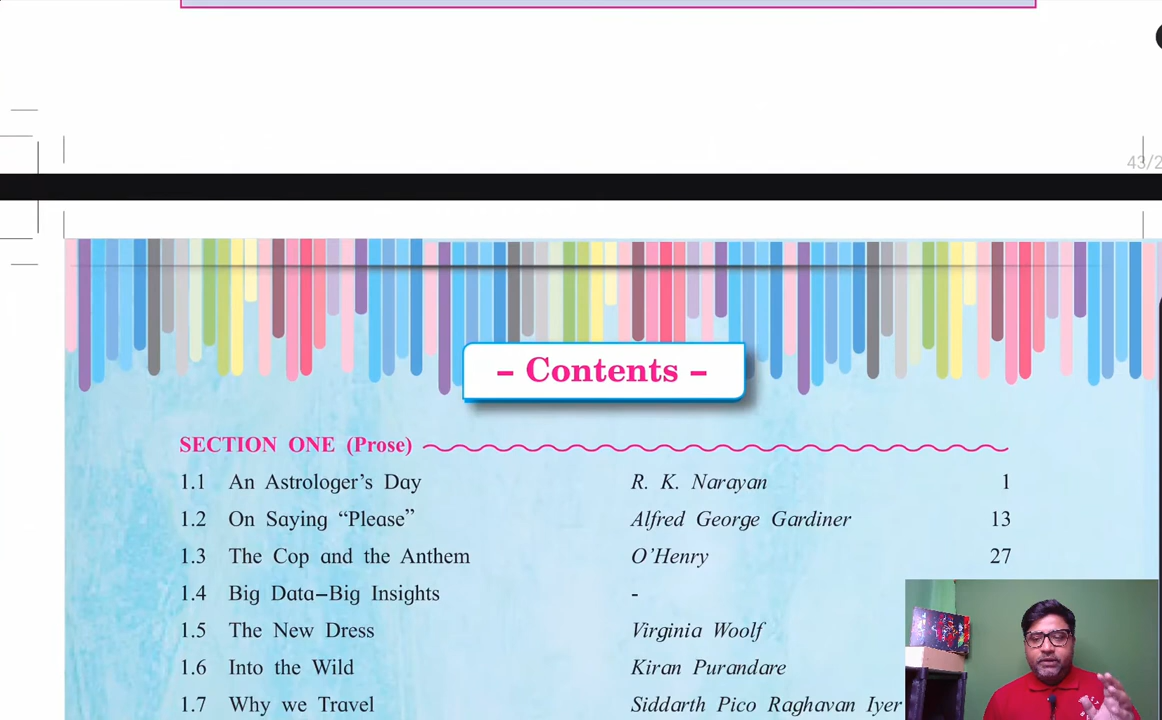 43/2
– Contents –
SECTION ONE (Prose)
1.1 An Astrologer’s Day R. K. Narayan 1
1.2 On Saying “Please” Alfred George Gardiner 13
1.3 The Cop and the Anthem O’Henry 27
1.4 Big Data–Big Insights -
1.5 The New Dress Virginia Woolf
1.6 Into the Wild Kiran Purandare
1.7 Why we Travel Siddarth Pico Raghavan Iyer